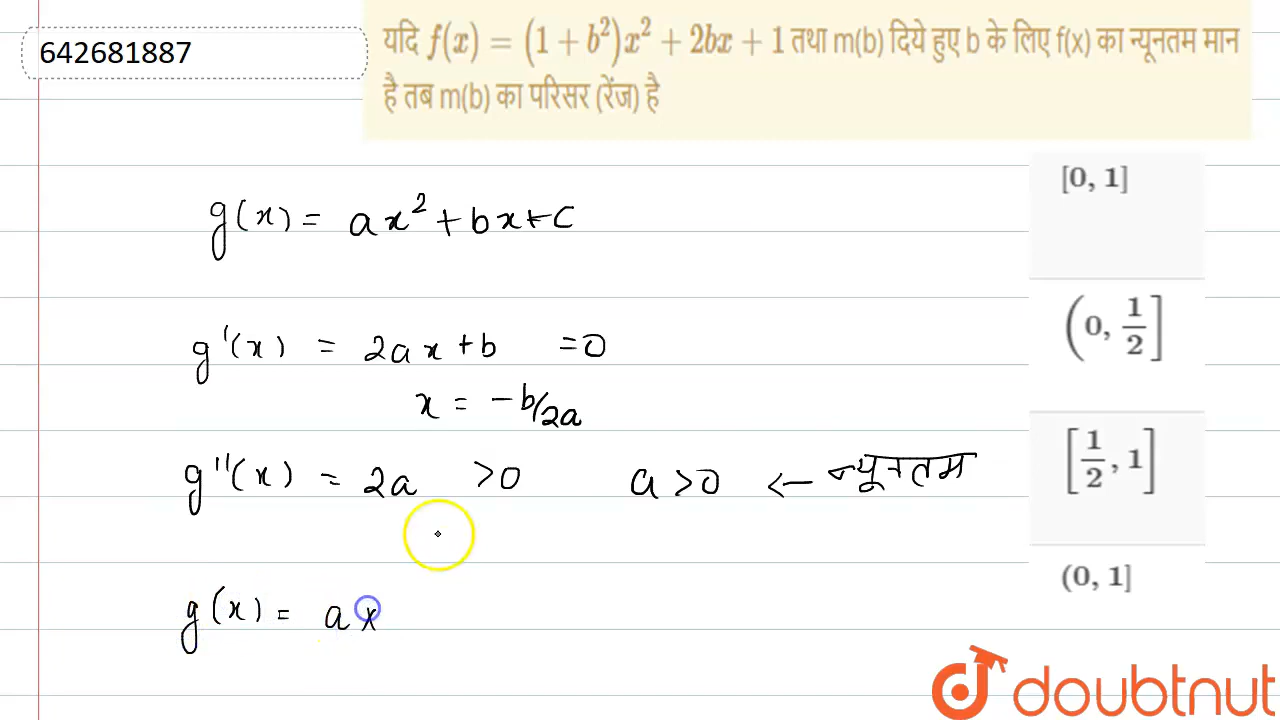 642681887
यदि f(x) = (1 + b²)x² + 2bx + 1 तथा m(b) दिये हुए b के लिए f(x) का न्यूनतम मान
है तब m(b) का परिसर (रेंज) है
[0, 1]
g(x) = ax² + bx + c
(0, 1/2]
g'(x) = 2ax + b = 0
x = -b/2a
[1/2, 1]
g''(x) = 2a > 0 a > 0 ← न्यूनतम
(0, 1]
g(x) = ax
doubtnut